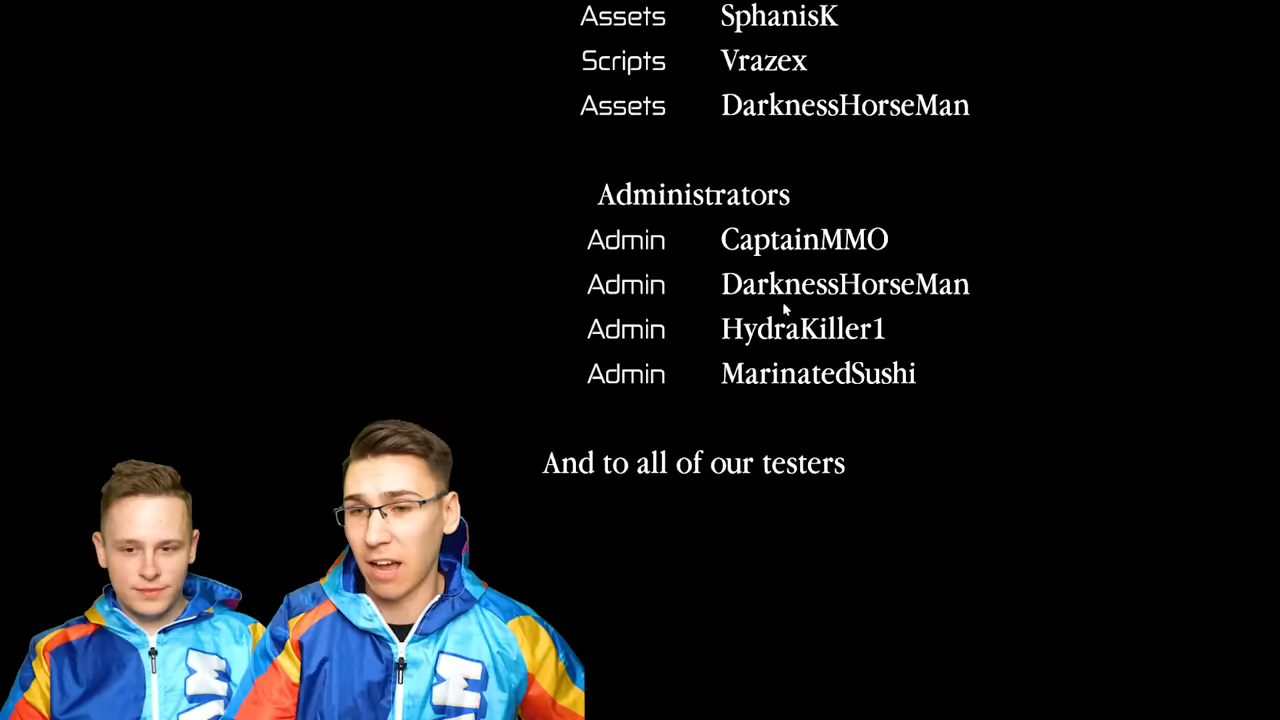 Assets SphanisK
Scripts Vrazex
Assets DarknessHorseMan
Administrators
Admin CaptainMMO
Admin DarknessHorseMan
Admin HydraKiller1
Admin MarinatedSushi
And to all of our testers